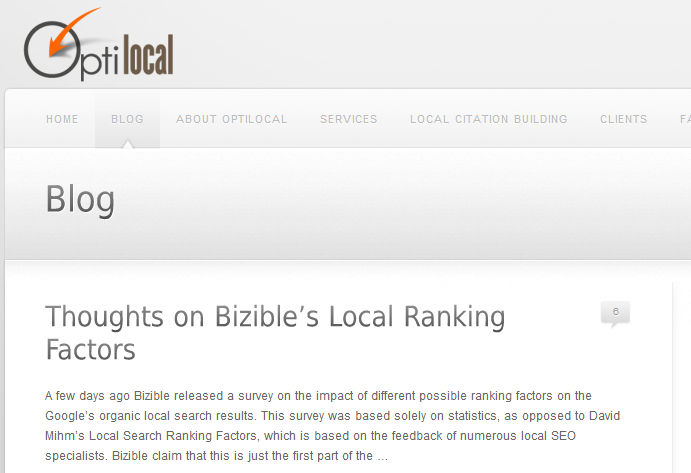 Optilocal
HOME BLOG ABOUT OPTILOCAL SERVICES LOCAL CITATION BUILDING CLIENTS FA
Blog
Thoughts on Bizible’s Local Ranking
Factors
6
A few days ago Bizible released a survey on the impact of different possible ranking factors on the
Google’s organic local search results. This survey was based solely on statistics, as opposed to David
Mihm’s Local Search Ranking Factors, which is based on the feedback of numerous local SEO
specialists. Bizible claim that this is just the first part of the ...